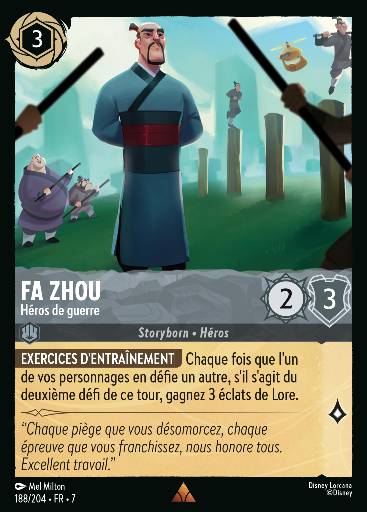 3
FA ZHOU
Héros de guerre
2
3
Storyborn • Héros
EXERCICES D'ENTRAÎNEMENT Chaque fois que l'un
de vos personnages en défie un autre, s'il s'agit du
deuxième défi de ce tour, gagnez 3 éclats de Lore.
“Chaque piège que vous désamorcez, chaque
épreuve que vous franchissez, nous honore tous.
Excellent travail.”
Mel Milton
188/204 • FR • 7
Disney Lorcana
©Disney